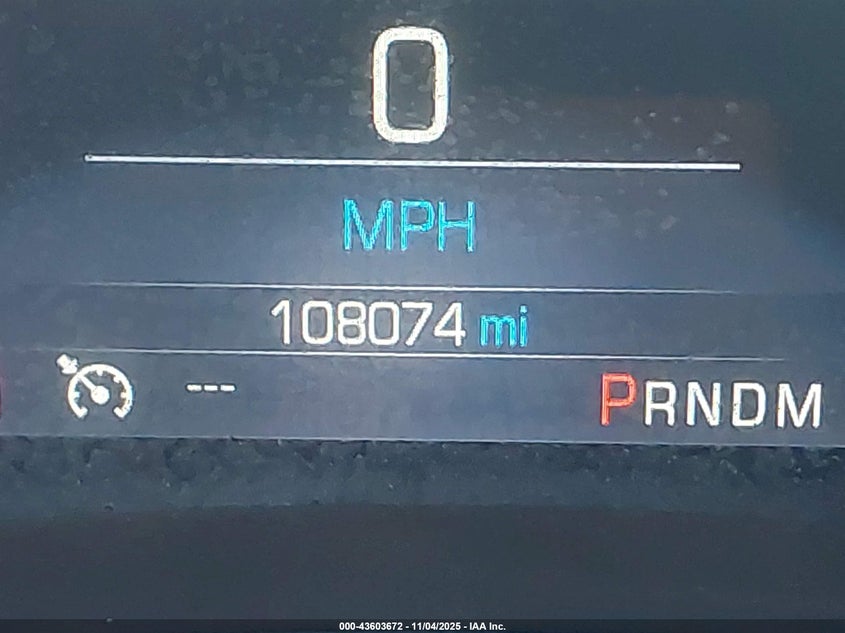 0
MPH
108074 mi
--- PRNDM
000-43603672 - 11/04/2025 - IAA Inc.